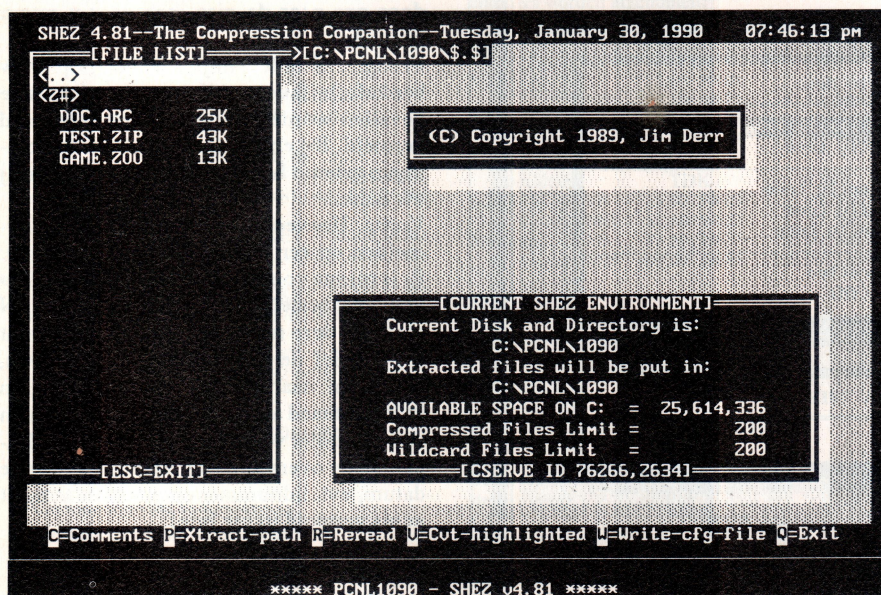 SHEZ 4.81--The Compression Companion--Tuesday, January 30, 1990 07:46:13 pm
[FILE LIST] >[C:\PCNL\1090\$.$]
<..>
<Z#>
DOC.ARC 25K
TEST.ZIP 43K
GAME.ZOO 13K
[ESC=EXIT]
(C) Copyright 1989, Jim Derr
[CURRENT SHEZ ENVIRONMENT]
Current Disk and Directory is:
C:\PCNL\1090
Extracted files will be put in:
C:\PCNL\1090
AVAILABLE SPACE ON C: = 25,614,336
Compressed Files Limit = 200
Wildcard Files Limit = 200
[CSERVE ID 76266,2634]
C=Comments P=Xtract-path R=Reread V=Cvt-highlighted W=Write-cfg-file Q=Exit
***** PCNL1090 - SHEZ v4.81 *****